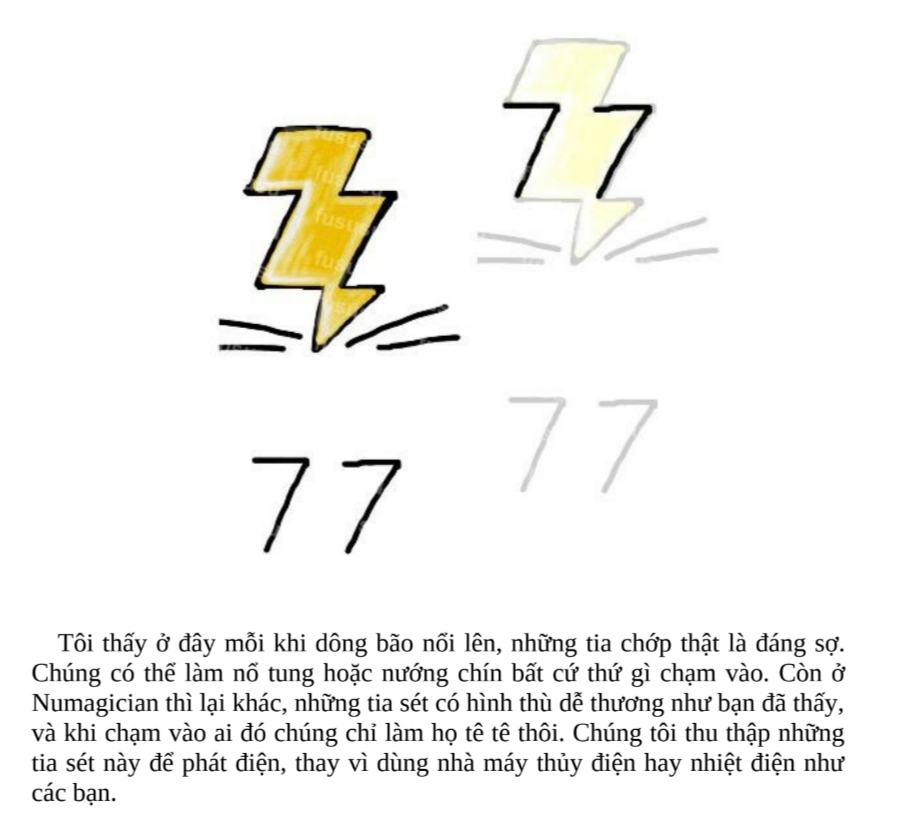 77
77
Tôi thấy ở đây mỗi khi dông bão nổi lên, những tia chớp thật là đáng sợ.
Chúng có thể làm nổ tung hoặc nướng chín bất cứ thứ gì chạm vào. Còn ở
Numagician thì lại khác, những tia sét có hình thù dễ thương như bạn đã thấy,
và khi chạm vào ai đó chúng chỉ làm họ tê tê thôi. Chúng tôi thu thập những
tia sét này để phát điện, thay vì dùng nhà máy thủy điện hay nhiệt điện như
các bạn.